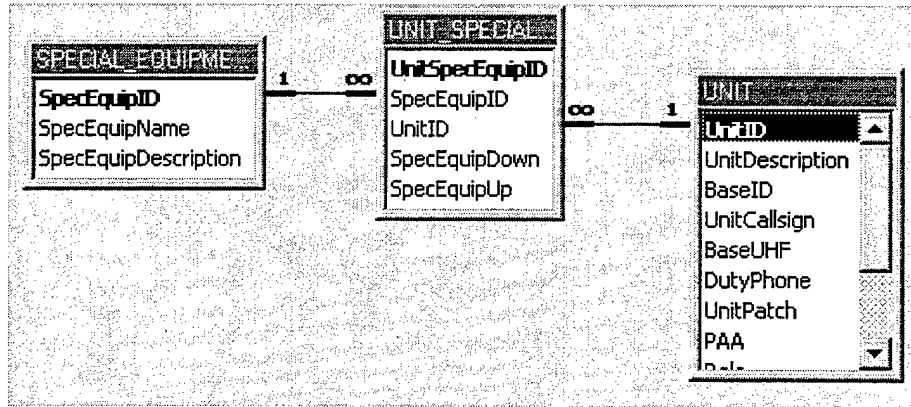 SPECIAL_EQUIPME...
SpecEquipID
SpecEquipName
SpecEquipDescription
1 ∞
UNIT_SPECIAL...
UnitSpecEquipID
SpecEquipID
UnitID
SpecEquipDown
SpecEquipUp
∞ 1
UNIT
UnitID
UnitDescription
BaseID
UnitCallsign
BaseUHF
DutyPhone
UnitPatch
PAA